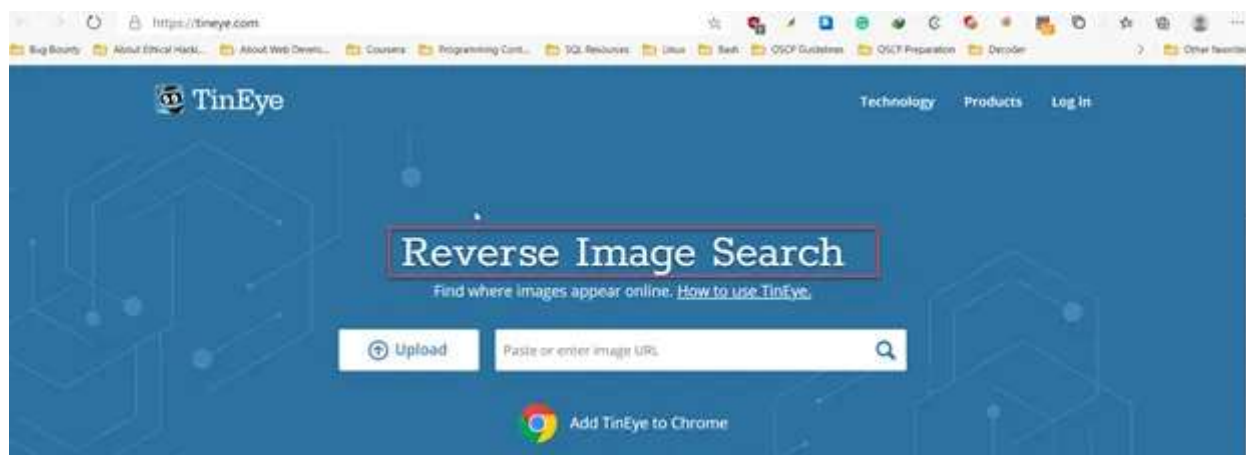 https://tineye.com
Bug Bounty About Ethical Hacki... About Web Develo... Coursera Programming Cont... SQL Resources Linux Bash OSCP Guidelines OSCP Preparation Decoder Other favorites
TinEye
Technology Products Log in
Reverse Image Search
Find where images appear online. How to use TinEye.
Upload Paste or enter image URL
Add TinEye to Chrome